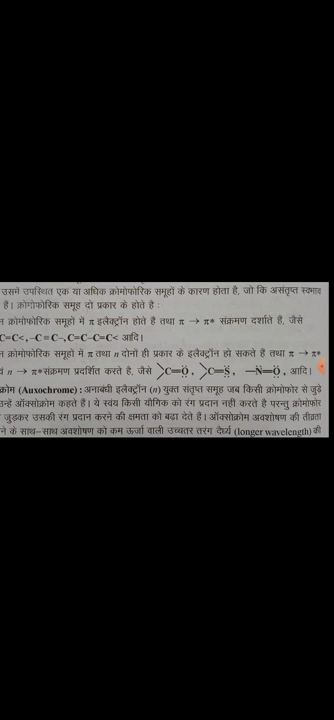 उसमें उपस्थित एक या अधिक क्रोमोफोरिक समूहों के कारण होता है, जो कि असंतृप्त स्वभाव
है। क्रोमोफोरिक समूह दो प्रकार के होते है :
न क्रोमोफोरिक समूहों में π इलैक्ट्रॉन होते हैं तथा π → π* संक्रमण दर्शाते हैं, जैसे
C=C<,–C≡C–,C=C–C=C< आदि।
न क्रोमोफोरिक समूहों में π तथा n दोनों ही प्रकार के इलैक्ट्रॉन हो सकते हैं तथा π → π*
वं n → π*संक्रमण प्रदर्शित करते है, जैसे >C=Ö, >C=S̈, —N̈=Ö, आदि।
क्रोम (Auxochrome) : अनाबंधी इलैक्ट्रॉन (n) युक्त संतृप्त समूह जब किसी क्रोमोफोर से जुड़े
उन्हें ऑक्सोक्रोम कहते हैं। ये स्वंय किसी यौगिक को रंग प्रदान नही करते है परन्तु क्रोमोफोर
जुड़कर उसकी रंग प्रदान करने की क्षमता को बढ़ा देते हैं। ऑक्सोक्रोम अवशोषण की तीव्रता
ने के साथ–साथ अवशोषण को कम ऊर्जा वाली उच्चतर तरंग दैर्ध्य (longer wavelength) की